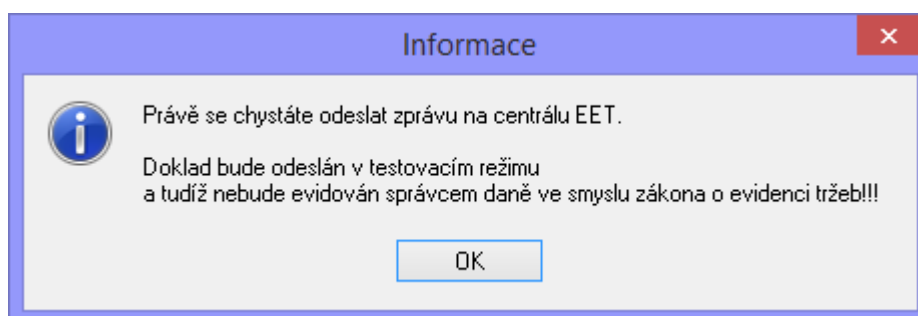 Informace
Právě se chystáte odeslat zprávu na centrálu EET.
Doklad bude odeslán v testovacím režimu
a tudíž nebude evidován správcem daně ve smyslu zákona o evidenci tržeb!!!
OK